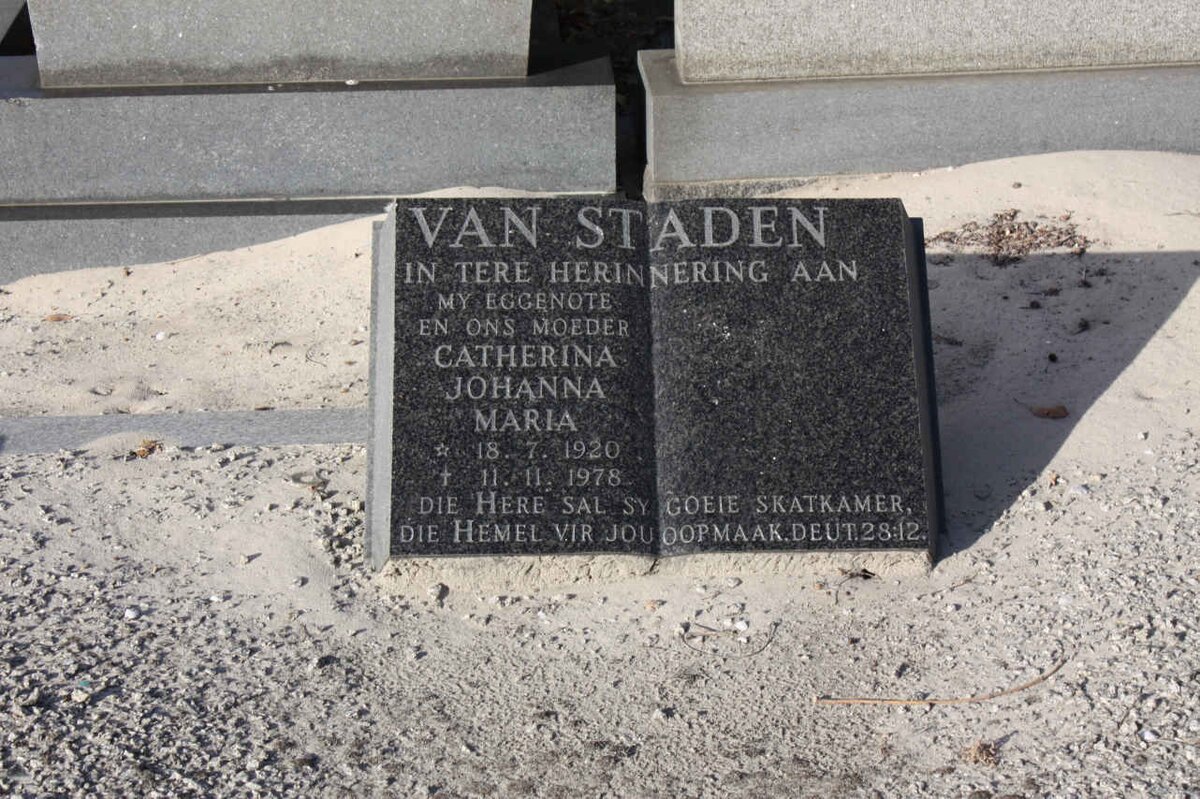 VAN STADEN
IN TERE HERINNERING AAN
MY EGGENOTE
EN ONS MOEDER
CATHERINA
JOHANNA
MARIA
☆ 18. 7. 1920
† 11. 11. 1978
DIE HERE SAL SY GOEIE SKATKAMER,
DIE HEMEL VIR JOU OOPMAAK. DEUT. 28:12.